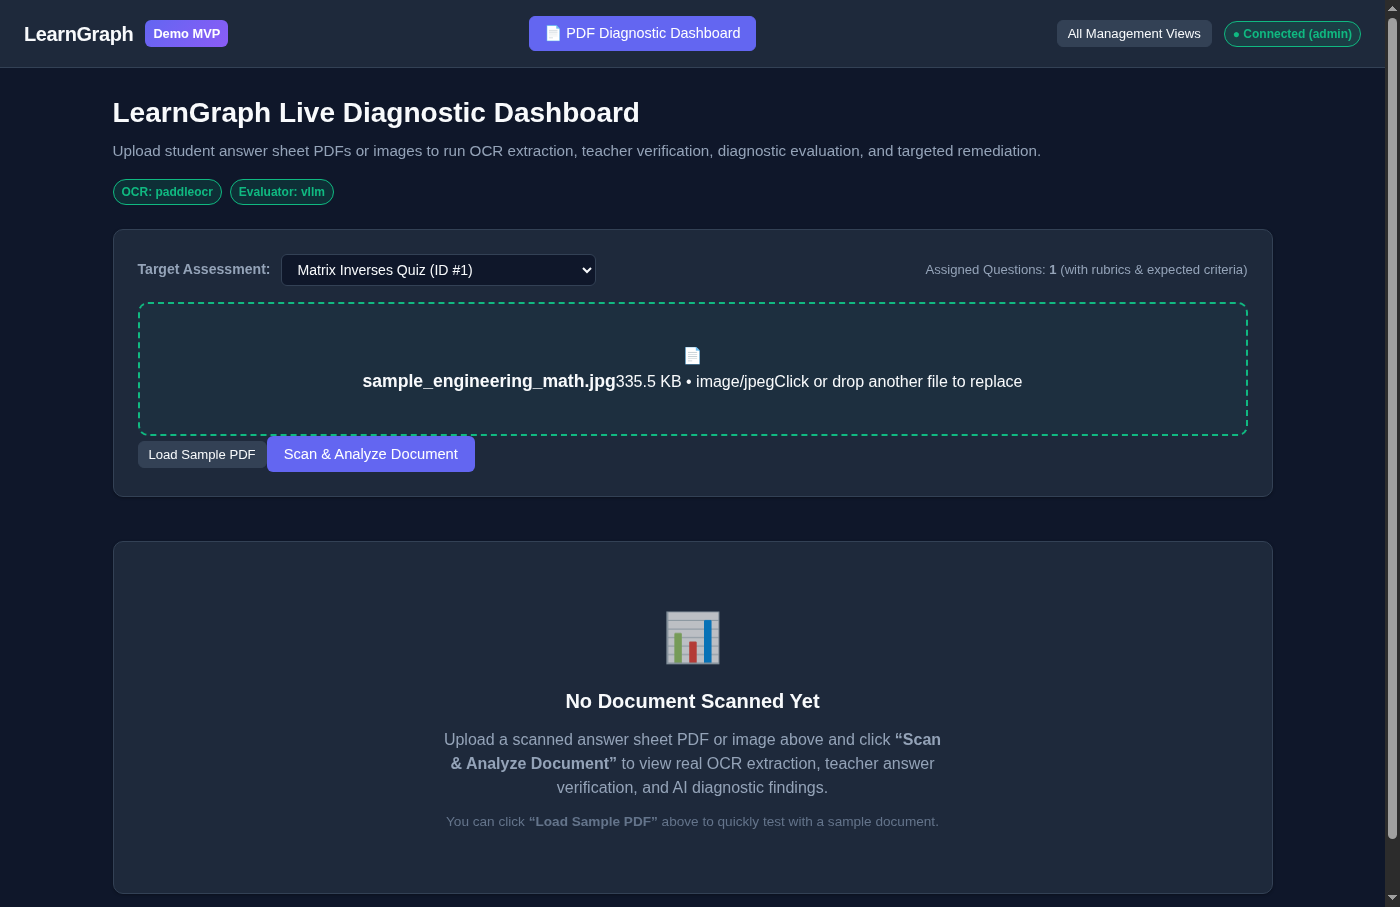 LearnGraph Demo MVP
📄 PDF Diagnostic Dashboard
All Management Views
● Connected (admin)
LearnGraph Live Diagnostic Dashboard
Upload student answer sheet PDFs or images to run OCR extraction, teacher verification, diagnostic evaluation, and targeted remediation.
OCR: paddleocr Evaluator: vllm
Target Assessment: Matrix Inverses Quiz (ID #1)
Assigned Questions: 1 (with rubrics & expected criteria)
📄
sample_engineering_math.jpg335.5 KB • image/jpegClick or drop another file to replace
Load Sample PDF Scan & Analyze Document
No Document Scanned Yet
Upload a scanned answer sheet PDF or image above and click “Scan
& Analyze Document” to view real OCR extraction, teacher answer
verification, and AI diagnostic findings.
You can click “Load Sample PDF” above to quickly test with a sample document.